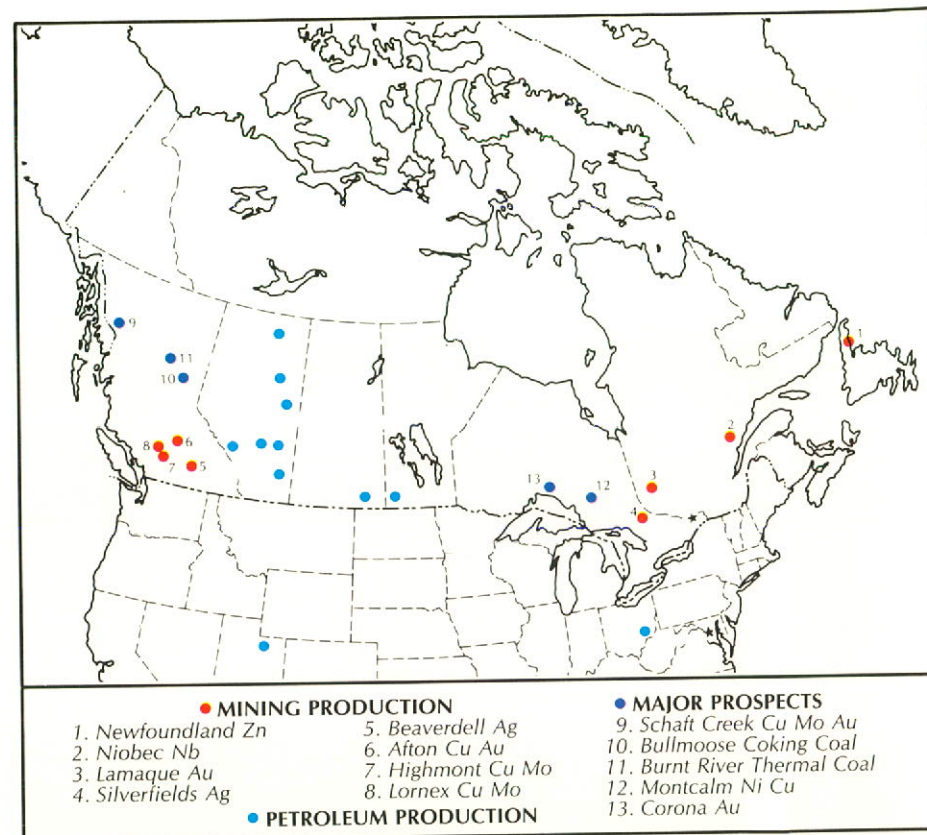 9
11
10
8
6
7
5
13
12
3
4
2
1
MINING PRODUCTION
1. Newfoundland Zn
2. Niobec Nb
3. Lamaque Au
4. Silverfields Ag
5. Beaverdell Ag
6. Afton Cu Au
7. Highmont Cu Mo
8. Lornex Cu Mo
PETROLEUM PRODUCTION
MAJOR PROSPECTS
9. Schaft Creek Cu Mo Au
10. Bullmoose Coking Coal
11. Burnt River Thermal Coal
12. Montcalm Ni Cu
13. Corona Au